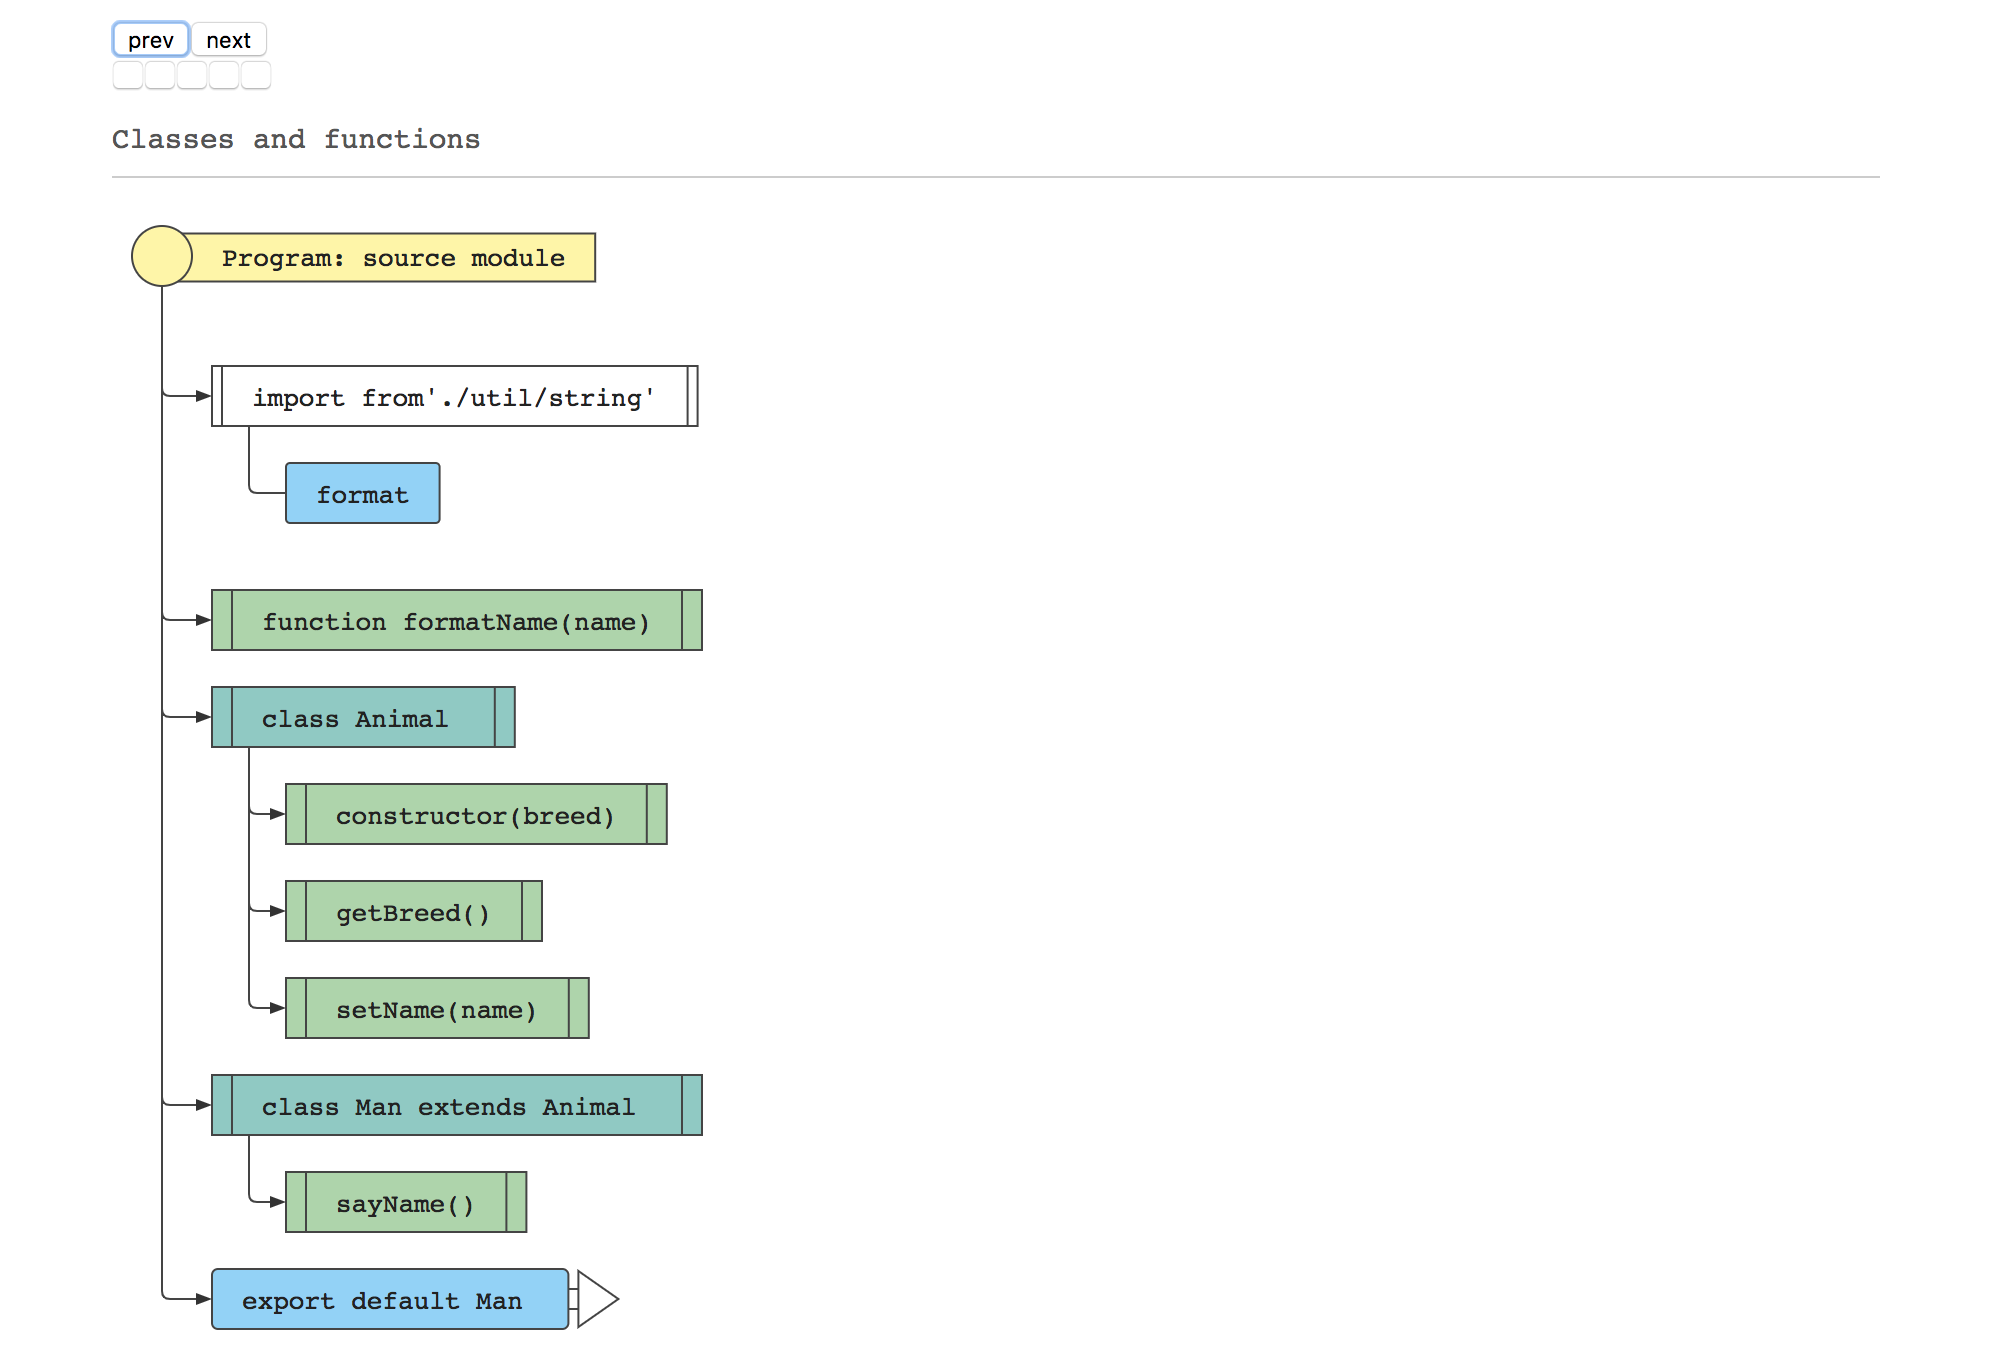 prev next
Classes and functions
Program: source module
import from'./util/string'
format
function formatName(name)
class Animal
constructor(breed)
getBreed()
setName(name)
class Man extends Animal
sayName()
export default Man